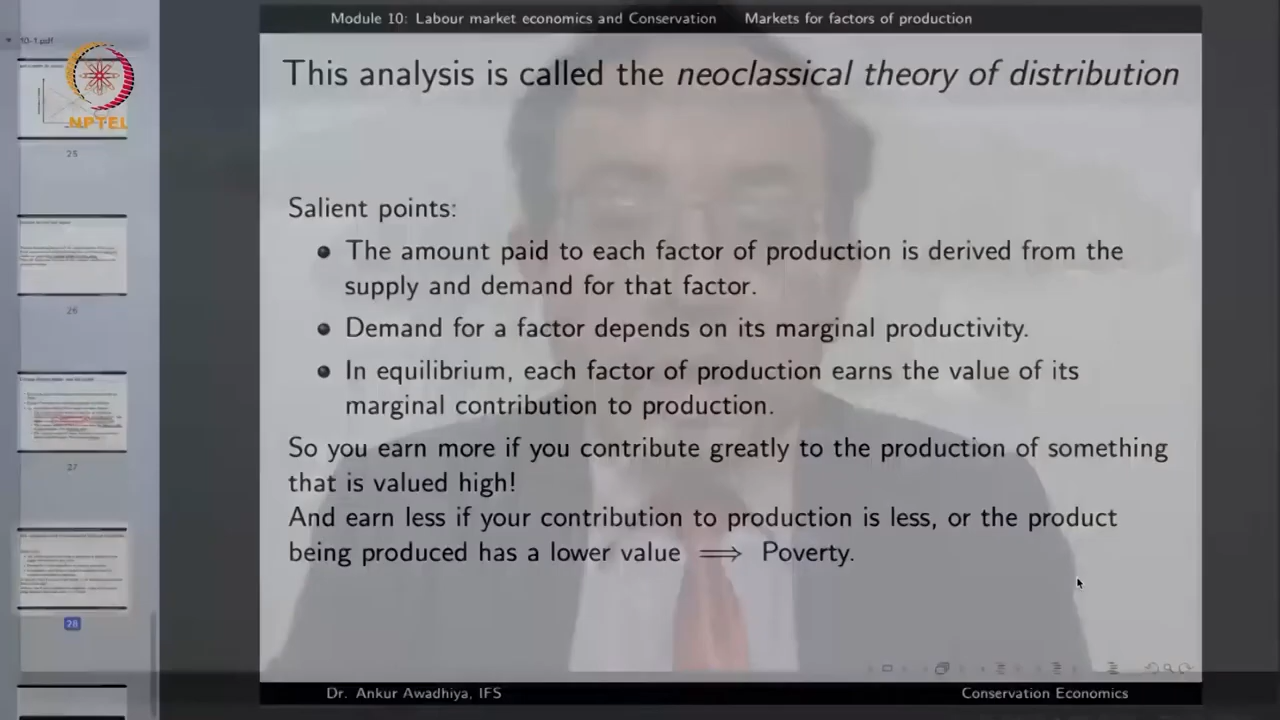 Module 10: Labour market economics and Conservation Markets for factors of production
10-1.pdf
NPTEL
This analysis is called the neoclassical theory of distribution
25
Salient points:
The amount paid to each factor of production is derived from the
supply and demand for that factor.
26
Demand for a factor depends on its marginal productivity.
In equilibrium, each factor of production earns the value of its
marginal contribution to production.
So you earn more if you contribute greatly to the production of something
27
that is valued high!
And earn less if your contribution to production is less, or the product
being produced has a lower value ⟹ Poverty.
28
Dr. Ankur Awadhiya, IFS Conservation Economics